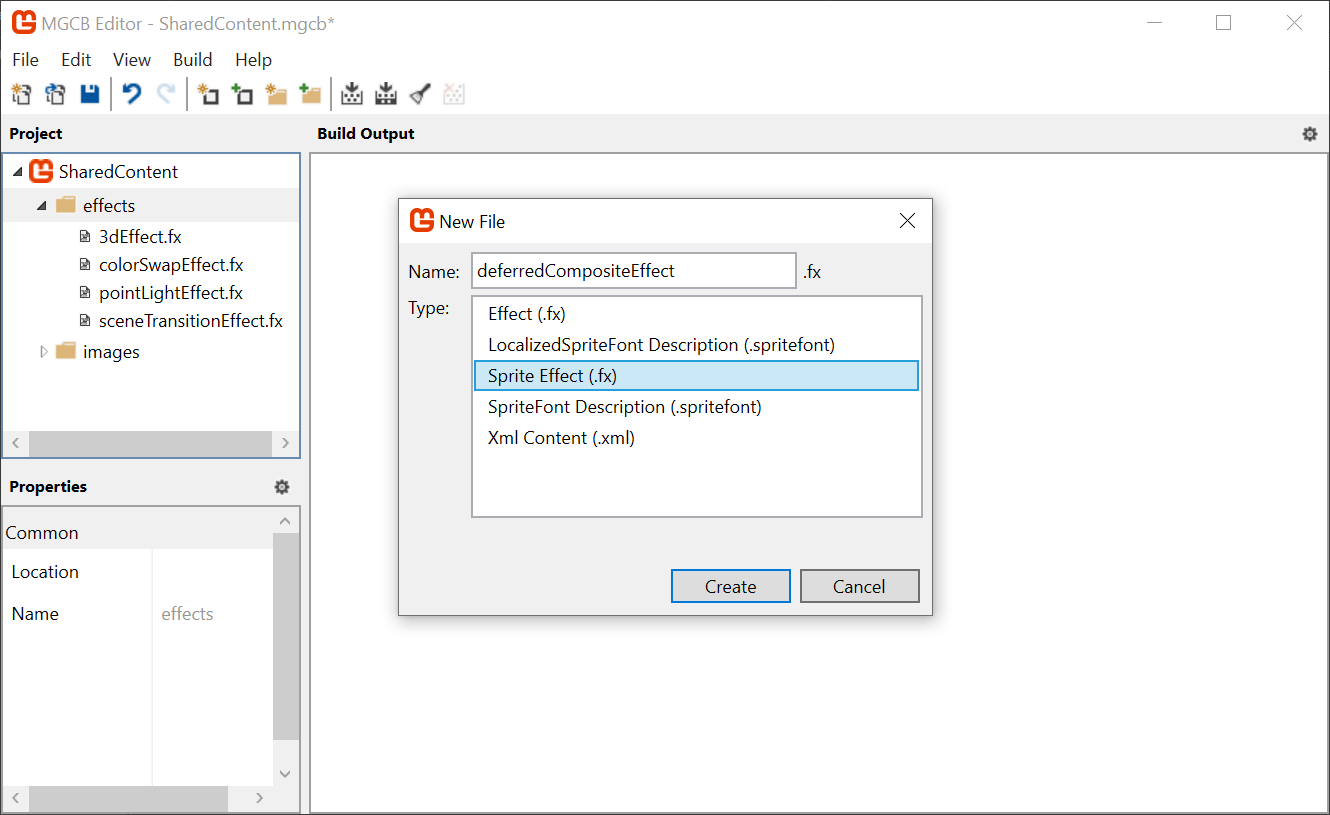 MGCB Editor - SharedContent.mgcb*
File Edit View Build Help
Project
SharedContent
effects
3dEffect.fx
colorSwapEffect.fx
pointLightEffect.fx
sceneTransitionEffect.fx
images
Properties
Common
Location
Name effects
Build Output
New File
Name: deferredCompositeEffect .fx
Type:
Effect (.fx)
LocalizedSpriteFont Description (.spritefont)
Sprite Effect (.fx)
SpriteFont Description (.spritefont)
Xml Content (.xml)
Create Cancel